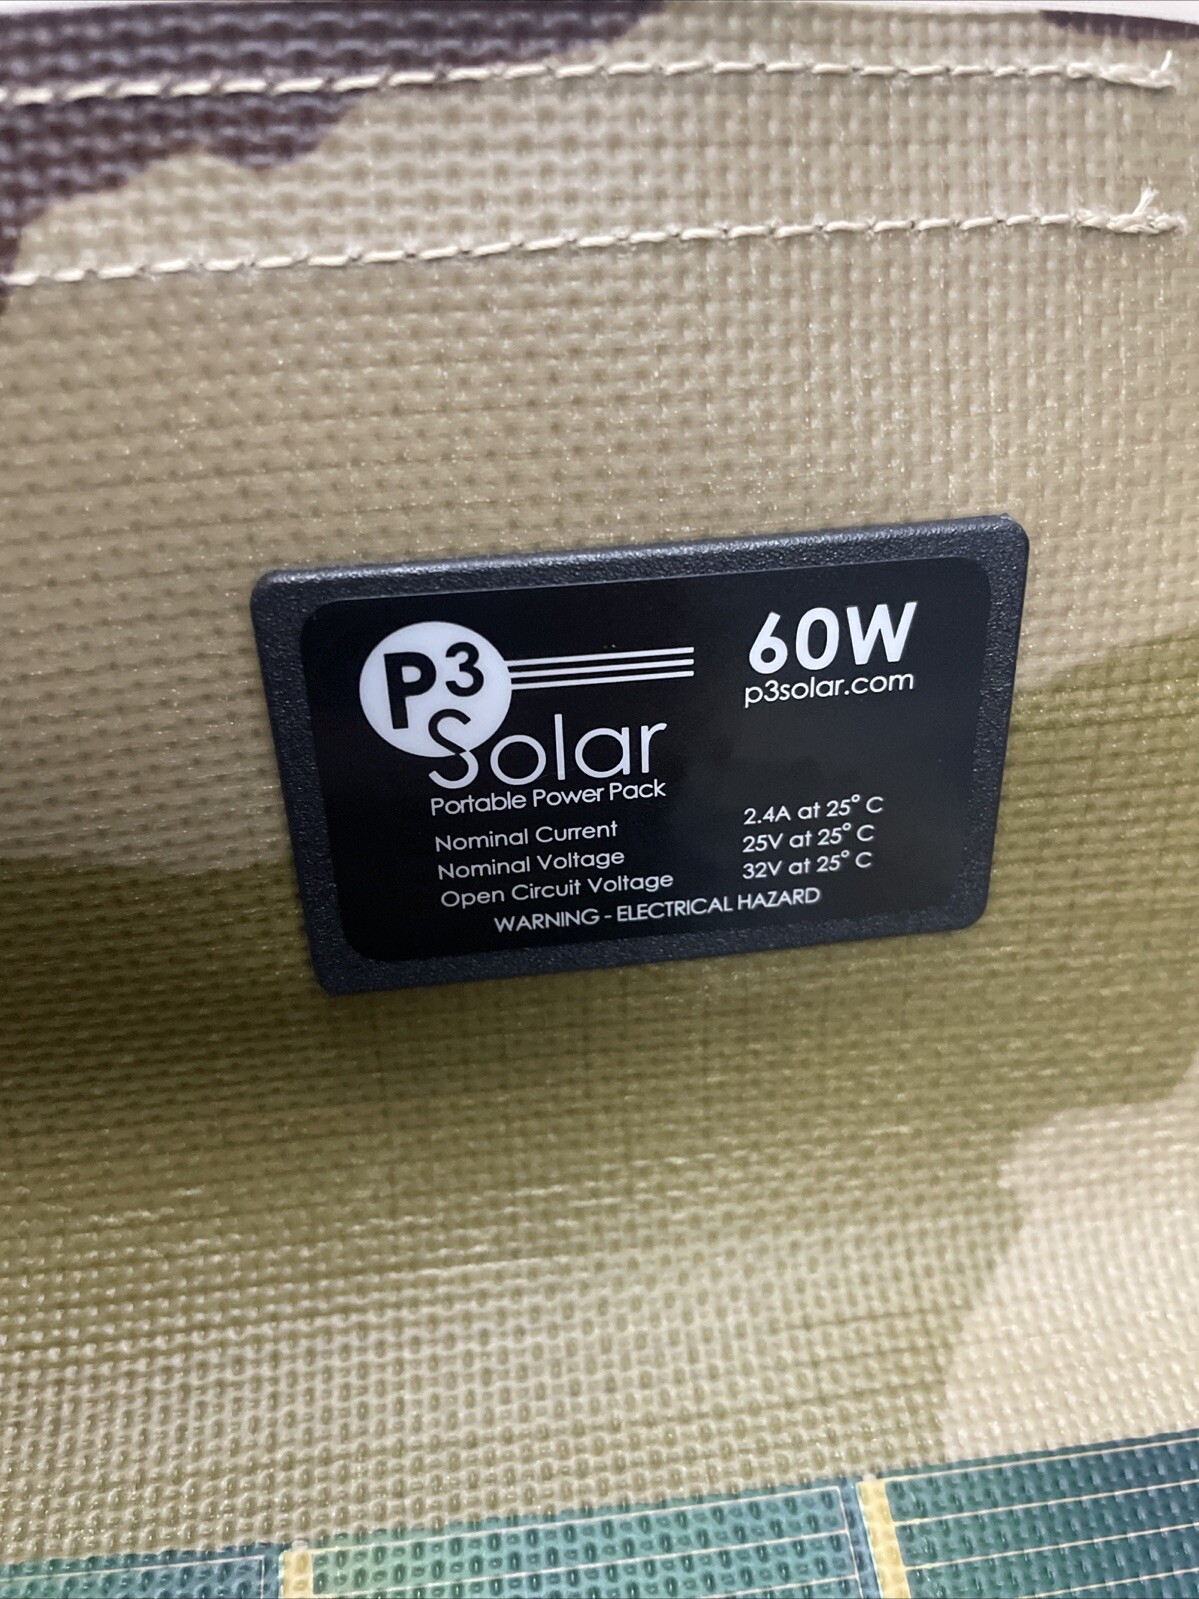 P3
Solar
Portable Power Pack
60W
p3solar.com
Nominal Current 2.4A at 25° C
Nominal Voltage 25V at 25° C
Open Circuit Voltage 32V at 25° C
WARNING - ELECTRICAL HAZARD